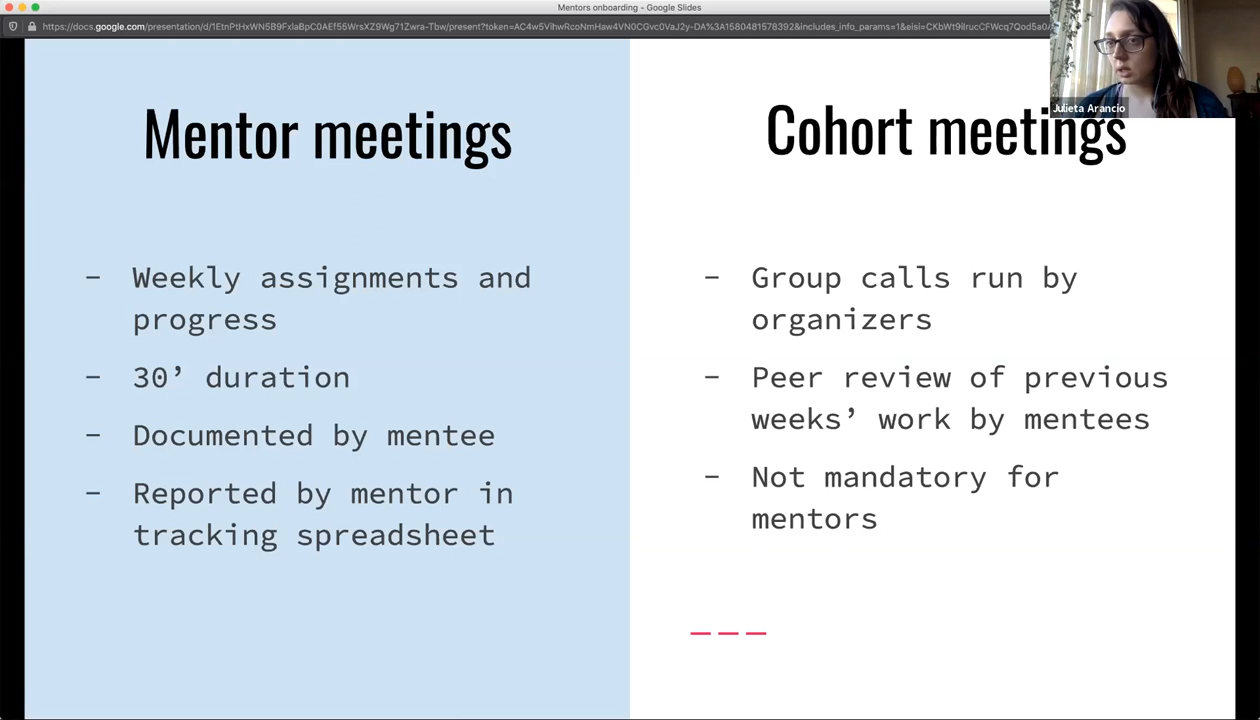 Mentors onboarding - Google Slides
Julieta Arancio
Mentor meetings
- Weekly assignments and
progress
- 30’ duration
- Documented by mentee
- Reported by mentor in
tracking spreadsheet
Cohort meetings
- Group calls run by
organizers
- Peer review of previous
weeks’ work by mentees
- Not mandatory for
mentors